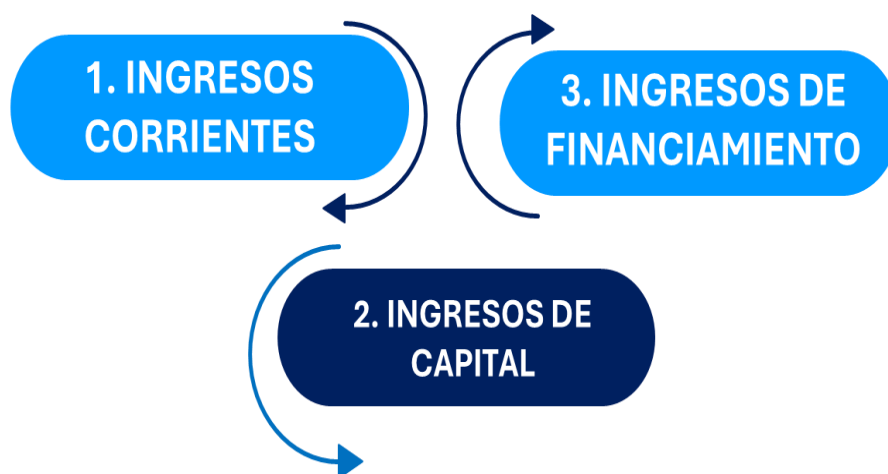 1. INGRESOS
CORRIENTES
3. INGRESOS DE
FINANCIAMIENTO
2. INGRESOS DE
CAPITAL